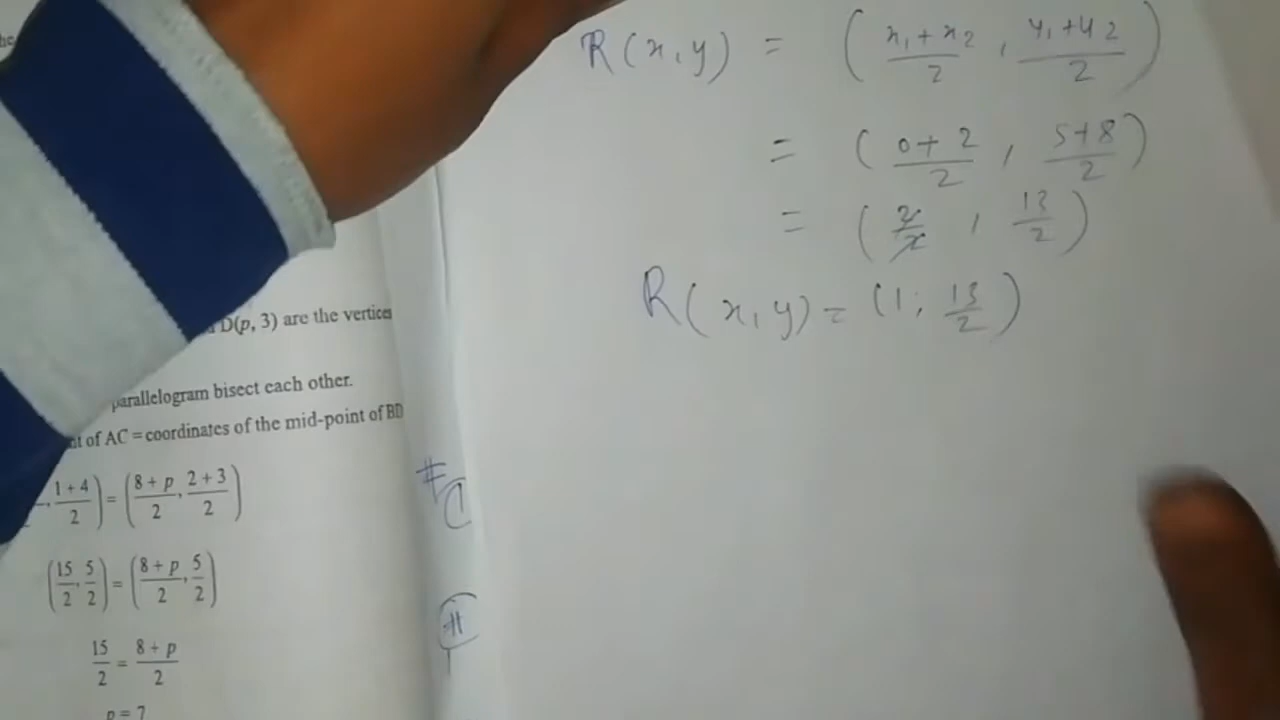 R(x,y) = (x₁+x₂/2, y₁+y₂/2)
= (0+2/2, 5+8/2)
= (2/2, 13/2)
R(x,y) = (1, 13/2)
D(p, 3) are the vertices
parallelogram bisect each other.
of AC = coordinates of the mid-point of BD
, 1+4/2) = (8+p/2, 2+3/2)
(15/2, 5/2) = (8+p/2, 5/2)
15/2 = 8+p/2
p = 7